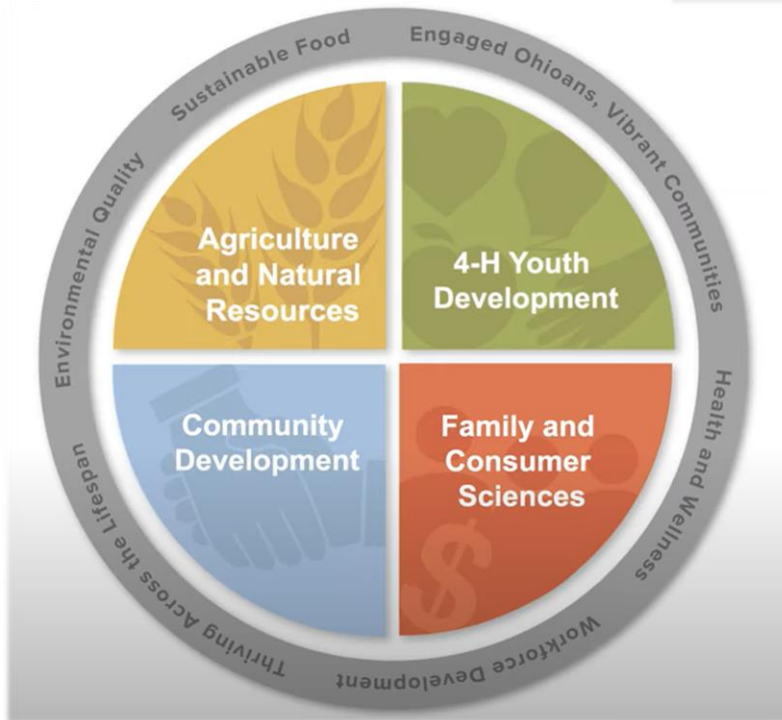 Sustainable Food
Engaged Ohioans, Vibrant Communities
Health and Wellness
Workforce Development
Thriving Across the Lifespan
Environmental Quality
Agriculture
and Natural
Resources
4-H Youth
Development
Community
Development
Family and
Consumer
Sciences